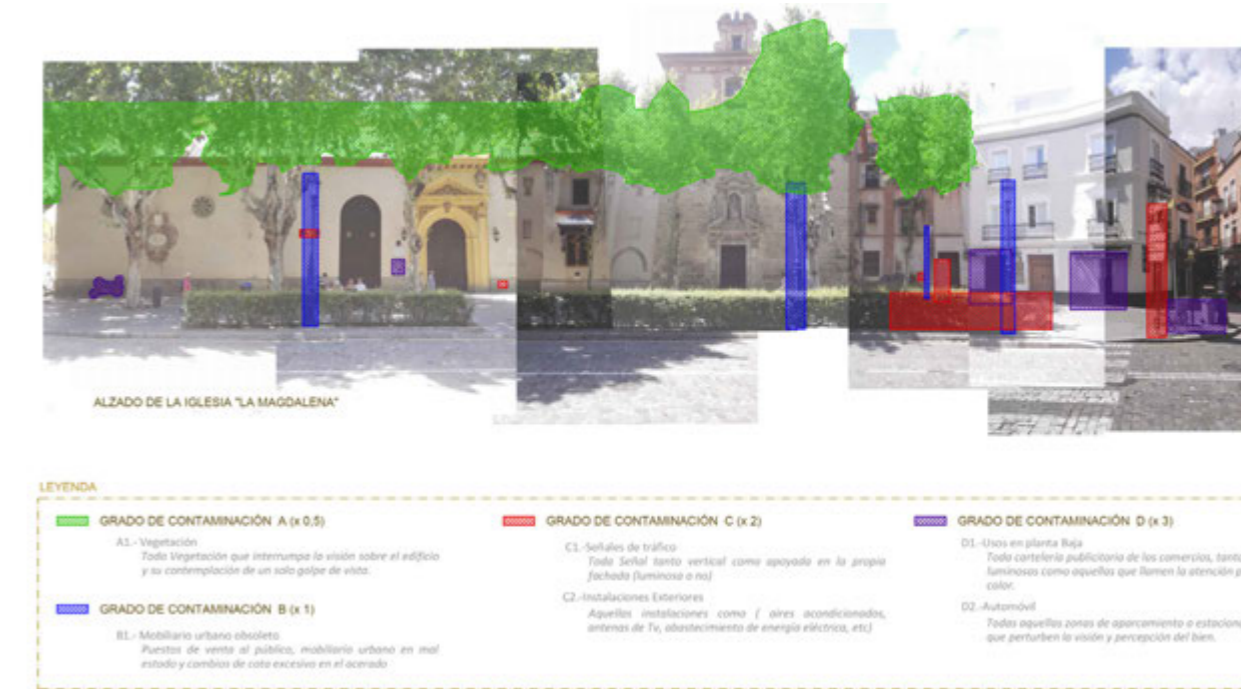 ALZADO DE LA IGLESIA "LA MAGDALENA"
LEYENDA
GRADO DE CONTAMINACIÓN A (x 0,5)
A1.- Vegetación
Toda Vegetación que interrumpa la visión sobre el edificio
y su contemplación de un solo golpe de vista.
GRADO DE CONTAMINACIÓN B (x 1)
B1.- Mobiliario urbano obsoleto
Puestos de venta al público, mobiliario urbano en mal
estado y cambios de cota excesivo en el acerado
GRADO DE CONTAMINACIÓN C (x 2)
C1.-Señales de tráfico
Toda Señal tanto vertical como apoyada en la propia
fachada (luminosa o no)
C2.-Instalaciones Exteriores
Aquellas instalaciones como ( aires acondicionados,
antenas de Tv, abastecimiento de energía eléctrica, etc)
GRADO DE CONTAMINACIÓN D (x 3)
D1.-Usos en planta Baja
Toda cartelería publicitaria de los comercios, tanto
luminosos como aquellas que llamen la atención p
color.
D2.-Automóvil
Todas aquellas zonas de aparcamiento o estaciona
que perturben la visión y percepción del bien.